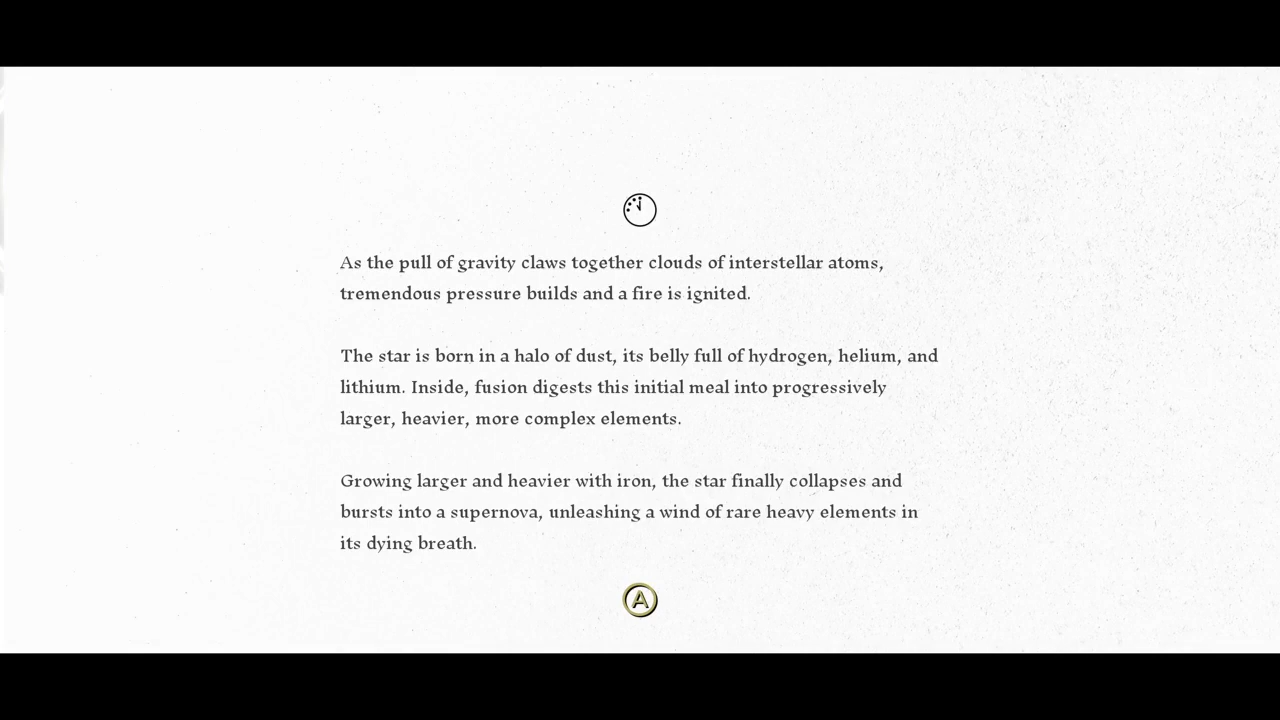 As the pull of gravity claws together clouds of interstellar atoms,
tremendous pressure builds and a fire is ignited.
The star is born in a halo of dust, its belly full of hydrogen, helium, and
lithium. Inside, fusion digests this initial meal into progressively
larger, heavier, more complex elements.
Growing larger and heavier with iron, the star finally collapses and
bursts into a supernova, unleashing a wind of rare heavy elements in
its dying breath.
A